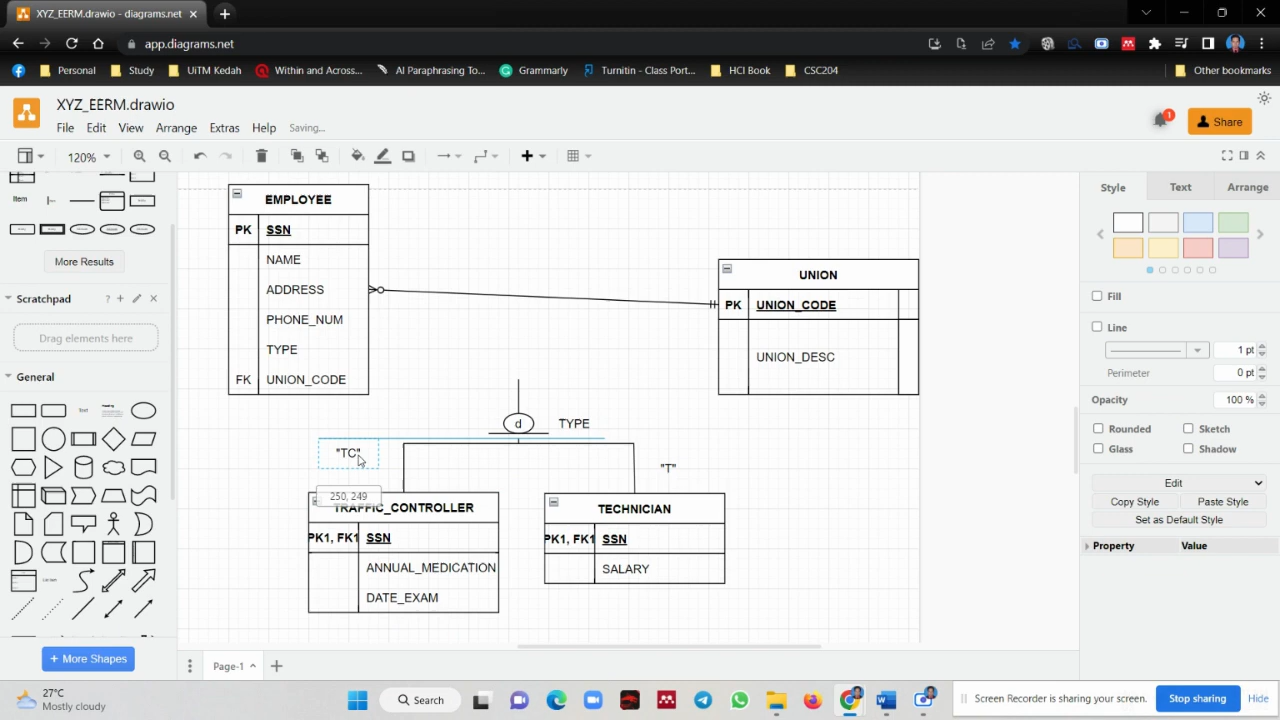 XYZ_EERM.drawio - diagrams.net
app.diagrams.net
Personal
Study
UiTM Kedah
Within and Across...
AI Paraphrasing To...
Grammarly
Turnitin - Class Port...
HCI Book
CSC204
Other bookmarks
XYZ_EERM.drawio
File Edit View Arrange Extras Help Saving...
1
Share
120%
Item
More Results
Scratchpad
?
Drag elements here
General
Text
Heading
More Shapes
EMPLOYEE
PK SSN
NAME
ADDRESS
PHONE_NUM
TYPE
FK UNION_CODE
UNION
PK UNION_CODE
UNION_DESC
d TYPE
"TC"
"T"
250, 249
TRAFFIC_CONTROLLER
PK1, FK1 SSN
ANNUAL_MEDICATION
DATE_EXAM
TECHNICIAN
PK1, FK1 SSN
SALARY
Style Text Arrange
Fill
Line
1 pt
Perimeter 0 pt
Opacity 100 %
Rounded Sketch
Glass Shadow
Edit
Copy Style Paste Style
Set as Default Style
Property Value
Page-1
27°C
Mostly cloudy
Search
Screen Recorder is sharing your screen.
Stop sharing
Hide